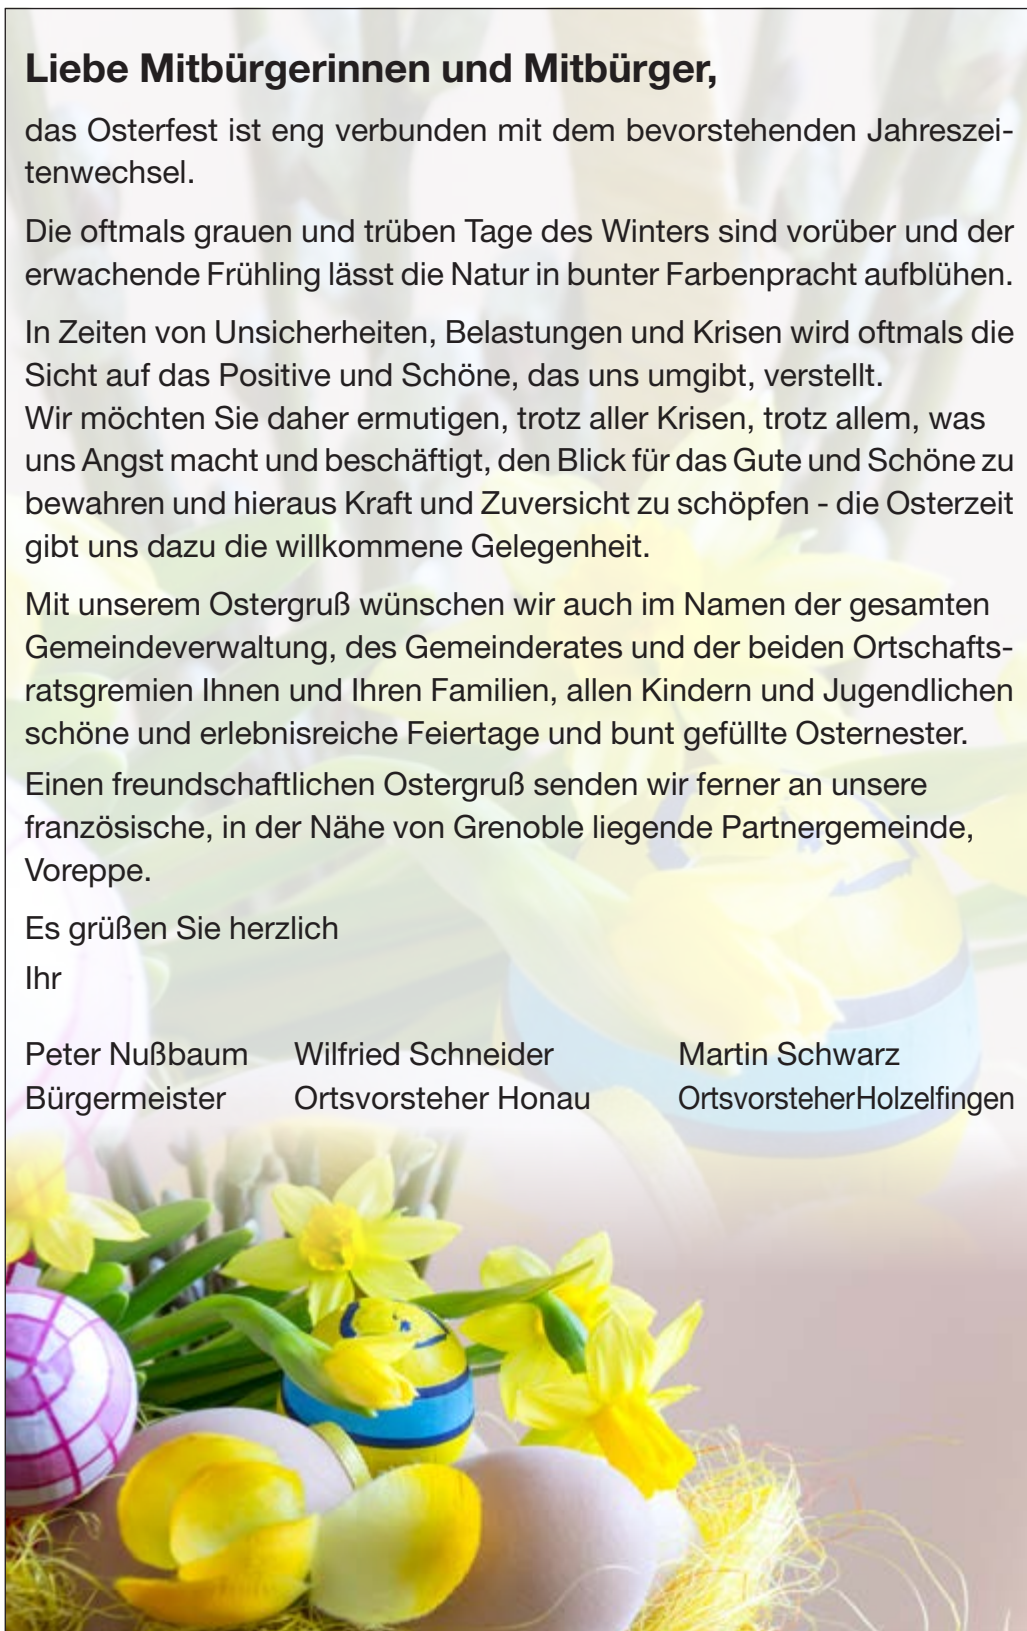 Liebe Mitbürgerinnen und Mitbürger,
das Osterfest ist eng verbunden mit dem bevorstehenden Jahreszei-
tenwechsel.
Die oftmals grauen und trüben Tage des Winters sind vorüber und der
erwachende Frühling lässt die Natur in bunter Farbenpracht aufblühen.
In Zeiten von Unsicherheiten, Belastungen und Krisen wird oftmals die
Sicht auf das Positive und Schöne, das uns umgibt, verstellt.
Wir möchten Sie daher ermutigen, trotz aller Krisen, trotz allem, was
uns Angst macht und beschäftigt, den Blick für das Gute und Schöne zu
bewahren und hieraus Kraft und Zuversicht zu schöpfen - die Osterzeit
gibt uns dazu die willkommene Gelegenheit.
Mit unserem Ostergruß wünschen wir auch im Namen der gesamten
Gemeindeverwaltung, des Gemeinderates und der beiden Ortschafts-
ratsgremien Ihnen und Ihren Familien, allen Kindern und Jugendlichen
schöne und erlebnisreiche Feiertage und bunt gefüllte Osternester.
Einen freundschaftlichen Ostergruß senden wir ferner an unsere
französische, in der Nähe von Grenoble liegende Partnergemeinde,
Voreppe.
Es grüßen Sie herzlich
Ihr
Peter Nußbaum Wilfried Schneider Martin Schwarz
Bürgermeister Ortsvorsteher Honau OrtsvorsteherHolzelfingen